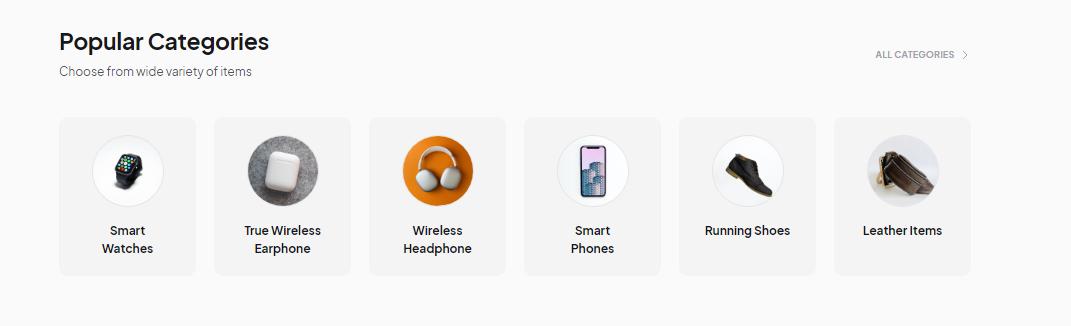 Popular Categories
Choose from wide variety of items
ALL CATEGORIES
Smart
Watches
True Wireless
Earphone
Wireless
Headphone
Smart
Phones
Running Shoes
Leather Items